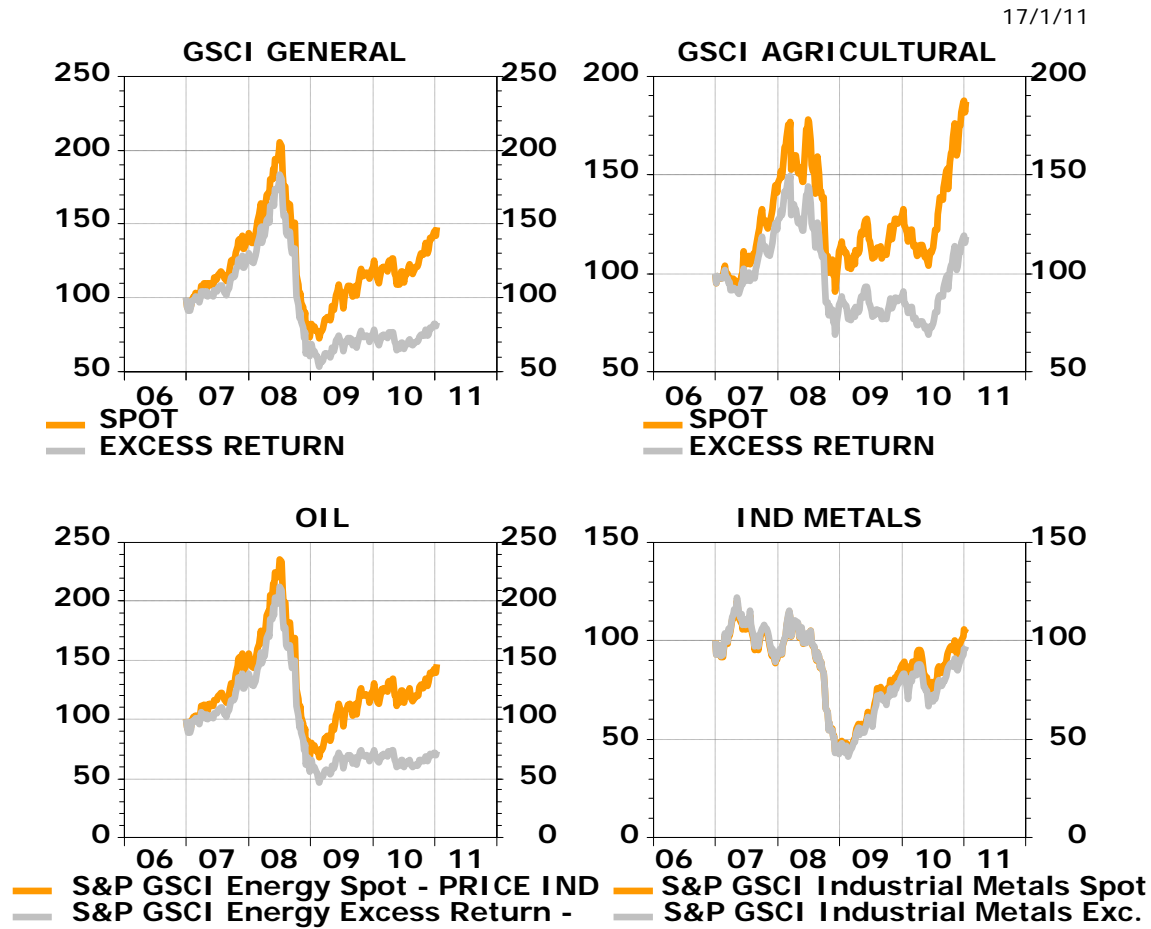 17/1/11
GSCI GENERAL
250 250
200 200
150 150
100 100
50 50
06 07 08 09 10 11
SPOT
EXCESS RETURN
GSCI AGRICULTURAL
200 200
150 150
100 100
50 50
06 07 08 09 10 11
SPOT
EXCESS RETURN
OIL
250 250
200 200
150 150
100 100
50 50
0 0
06 07 08 09 10 11
S&P GSCI Energy Spot - PRICE IND
S&P GSCI Energy Excess Return -
IND METALS
150 150
100 100
50 50
0 0
06 07 08 09 10 11
S&P GSCI Industrial Metals Spot
S&P GSCI Industrial Metals Exc.